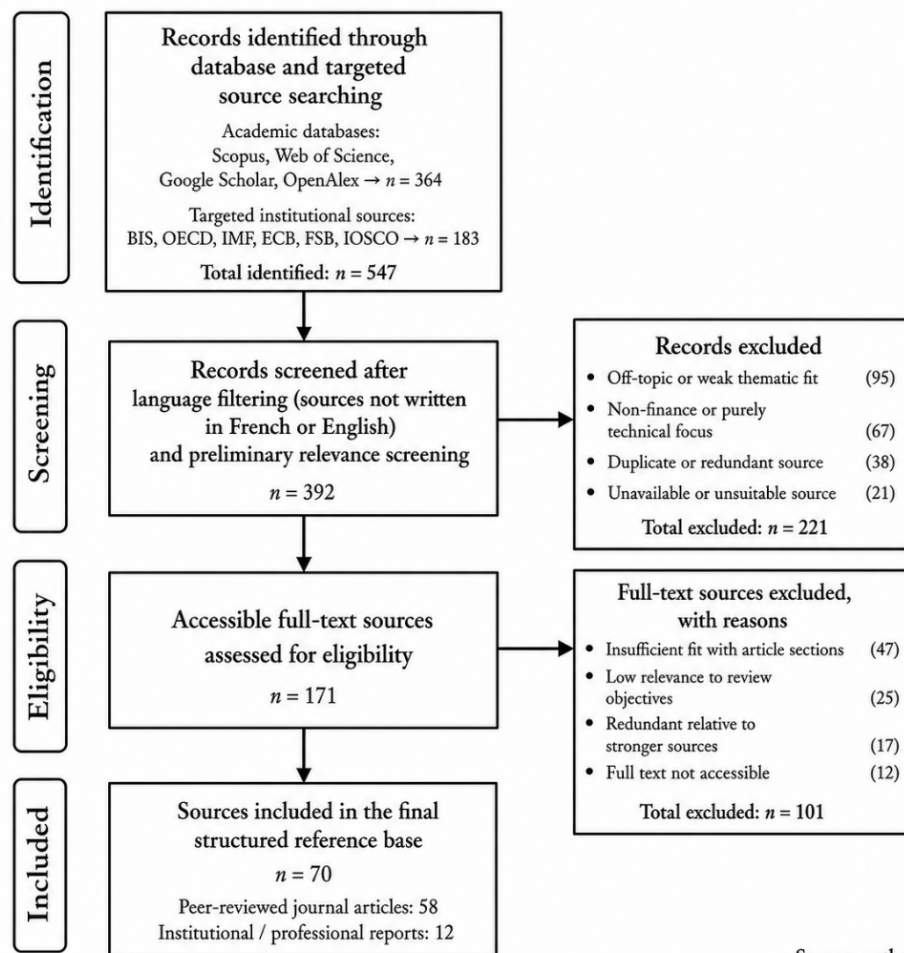 Identification
Records identified through
database and targeted
source searching
Academic databases:
Scopus, Web of Science,
Google Scholar, OpenAlex → n = 364
Targeted institutional sources:
BIS, OECD, IMF, ECB, FSB, IOSCO → n = 183
Total identified: n = 547
Screening
Records screened after
language filtering (sources not written
in French or English)
and preliminary relevance screening
n = 392
Records excluded
• Off-topic or weak thematic fit (95)
• Non-finance or purely
technical focus (67)
• Duplicate or redundant source (38)
• Unavailable or unsuitable source (21)
Total excluded: n = 221
Eligibility
Accessible full-text sources
assessed for eligibility
n = 171
Full-text sources excluded,
with reasons
• Insufficient fit with article sections (47)
• Low relevance to review
objectives (25)
• Redundant relative to
stronger sources (17)
• Full text not accessible (12)
Total excluded: n = 101
Included
Sources included in the final
structured reference base
n = 70
Peer-reviewed journal articles: 58
Institutional / professional reports: 12